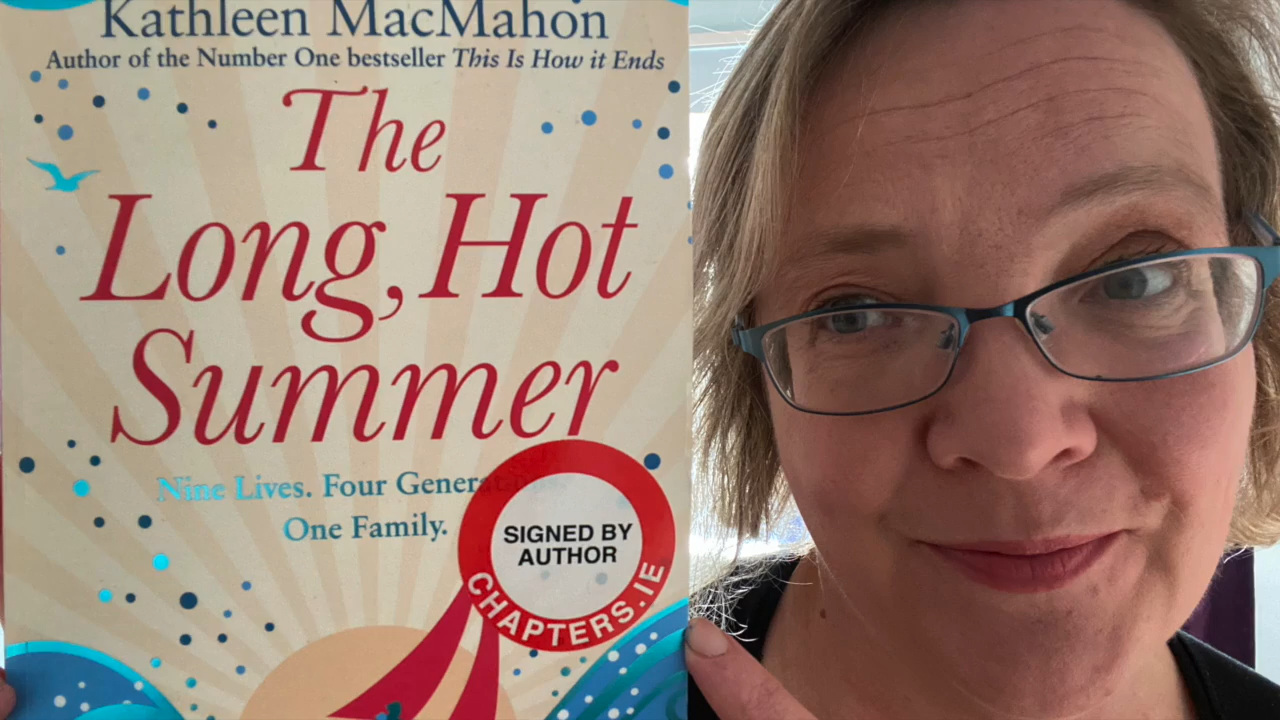 Kathleen MacMahon
Author of the Number One bestseller This Is How it Ends
The
Long, Hot
Summer
Nine Lives. Four
One Family.
SIGNED BY
AUTHOR
CHAPTERS.IE